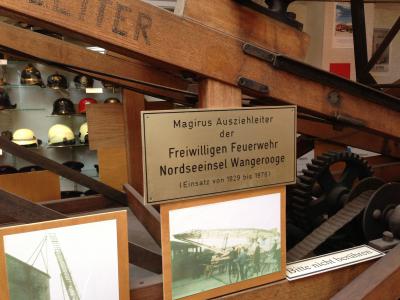 LEITER
Magirus Ausziehleiter
der
Freiwilligen Feuerwehr
Nordseeinsel Wangerooge
(Einsatz von 1929 bis 1976)
Bitte nicht berühren